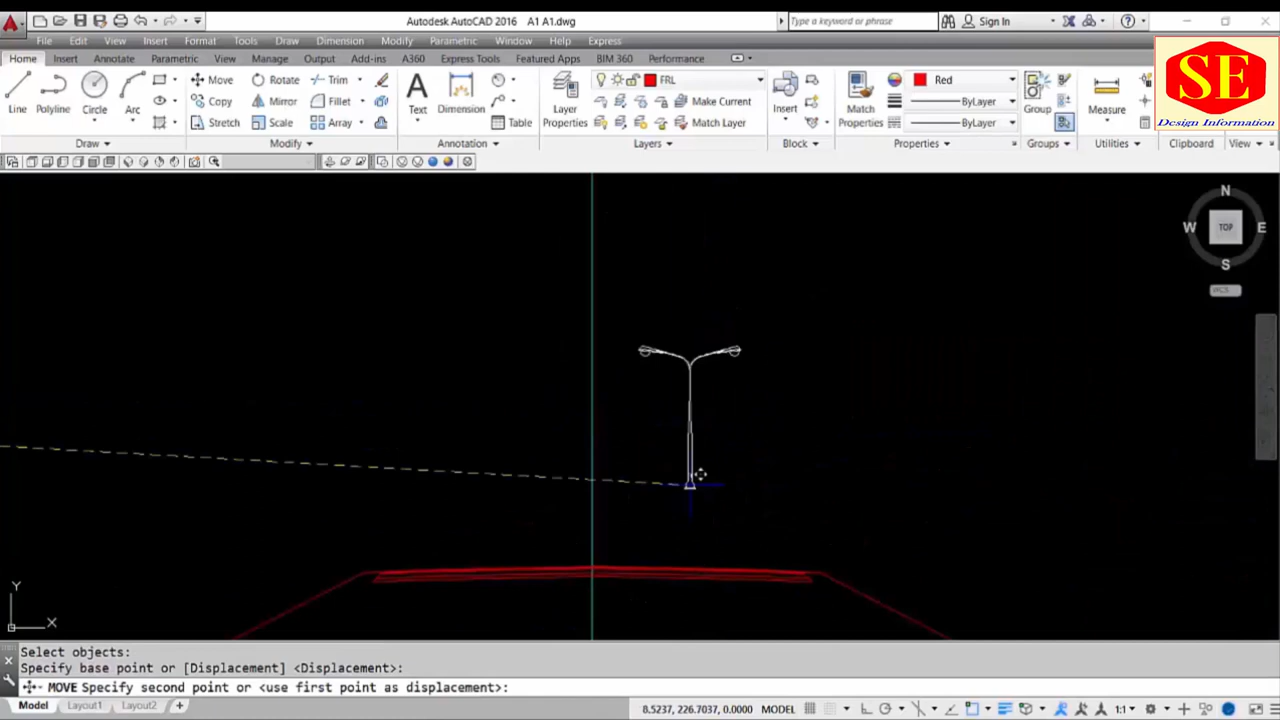 Autodesk AutoCAD 2016 A1 A1.dwg
Type a keyword or phrase
Sign In
File Edit View Insert Format Tools Draw Dimension Modify Parametric Window Help Express
Home Insert Annotate Parametric View Manage Output Add-ins A360 Express Tools Featured Apps BIM 360 Performance
Move Rotate Trim
Copy Mirror Fillet
Stretch Scale Array
Line Polyline Circle Arc
Text Dimension Table
Layer Properties
FRL
Make Current
Match Layer
Insert
Match Properties
Red
ByLayer
ByLayer
Group
Measure
Draw Modify Annotation Layers Block Properties Groups Utilities Clipboard View
SE
Design Information
N
W TOP E
S
WCS
Y
X
Select objects:
Specify base point or [Displacement] <Displacement>:
MOVE Specify second point or <use first point as displacement>:
Model Layout1 Layout2 +
8.5237, 226.7037, 0.0000 MODEL
1:1